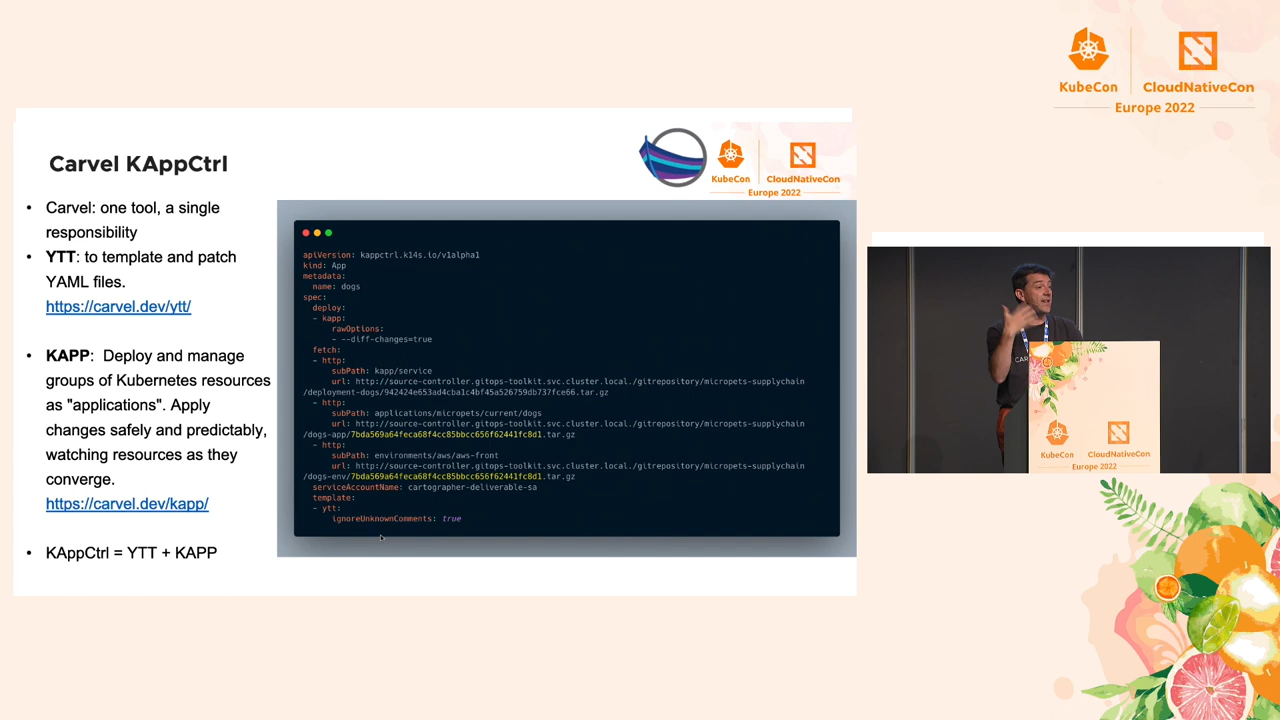 KubeCon
CloudNativeCon
Europe 2022
Carvel KAppCtrl
KubeCon
CloudNativeCon
Europe 2022
• Carvel: one tool, a single
responsibility
• YTT: to template and patch
YAML files.
https://carvel.dev/ytt/
• KAPP: Deploy and manage
groups of Kubernetes resources
as "applications". Apply
changes safely and predictably,
watching resources as they
converge.
https://carvel.dev/kapp/
• KAppCtrl = YTT + KAPP
apiVersion: kappctrl.k14s.io/v1alpha1
kind: App
metadata:
name: dogs
spec:
deploy:
- kapp:
rawOptions:
- --diff-changes=true
fetch:
- http:
subPath: kapp/service
url: http://source-controller.gitops-toolkit.svc.cluster.local./gitrepository/micropets-supplychain
/deployment-dogs/942424e653ad4cba1c4bf45a526759db737fce66.tar.gz
- http:
subPath: applications/micropets/current/dogs
url: http://source-controller.gitops-toolkit.svc.cluster.local./gitrepository/micropets-supplychain
/dogs-app/7bda569a64feca68f4cc85bbcc656f62441fc8d1.tar.gz
- http:
subPath: environments/aws/aws-front
url: http://source-controller.gitops-toolkit.svc.cluster.local./gitrepository/micropets-supplychain
/dogs-env/7bda569a64feca68f4cc85bbcc656f62441fc8d1.tar.gz
serviceAccountName: cartographer-deliverable-sa
template:
- ytt:
ignoreUnknownComments: true
KubeCon
CloudNativeCon
Europe 2022